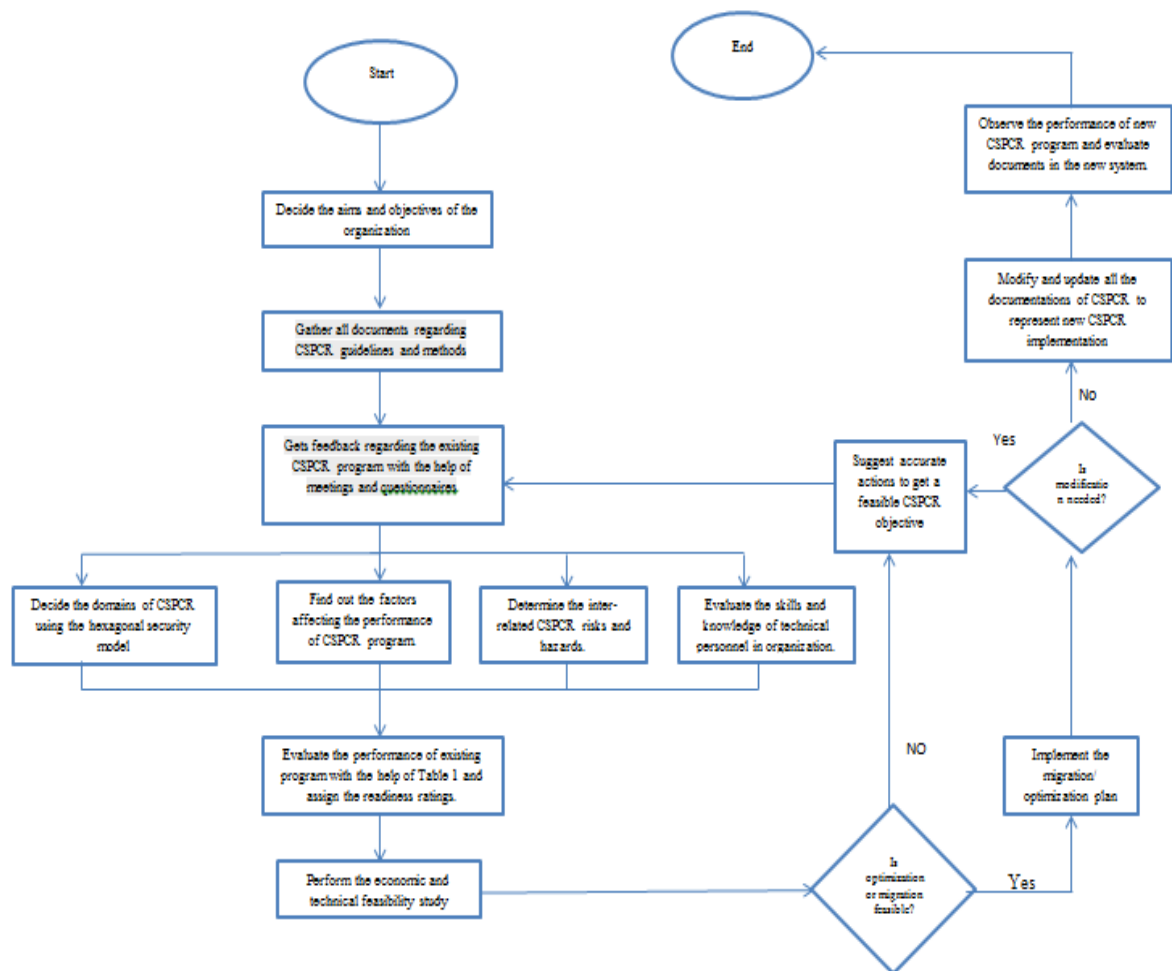 Start
Decide the aims and objectives of the
organization
Gather all documents regarding
CSPCR guidelines and methods
Gets feedback regarding the existing
CSPCR program with the help of
meetings and questionnaires
Decide the domains of CSPCR
using the hexagonal security
model
Find out the factors
affecting the performance
of CSPCR program.
Determine the inter-
related CSPCR risks and
hazards.
Evaluate the skills and
knowledge of technical
personnel in organization.
Evaluate the performance of existing
program with the help of Table 1 and
assign the readiness ratings.
Perform the economic and
technical feasibility study
Is
optimization
or migration
feasible?
NO
Yes
Suggest accurate
actions to get a
feasible CSPCR
objective
Implement the
migration/
optimization plan
Is
modificatio
n needed?
Yes
No
Modify and update all the
documentations of CSPCR to
represent new CSPCR
implementation
Observe the performance of new
CSPCR program and evaluate
documents in the new system.
End